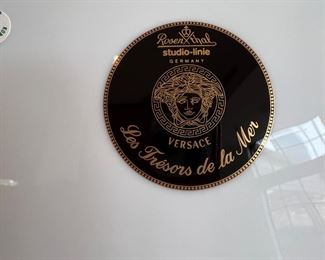 Rosenthal
studio-linie
GERMANY
VERSACE
Les Trésors de la Mer